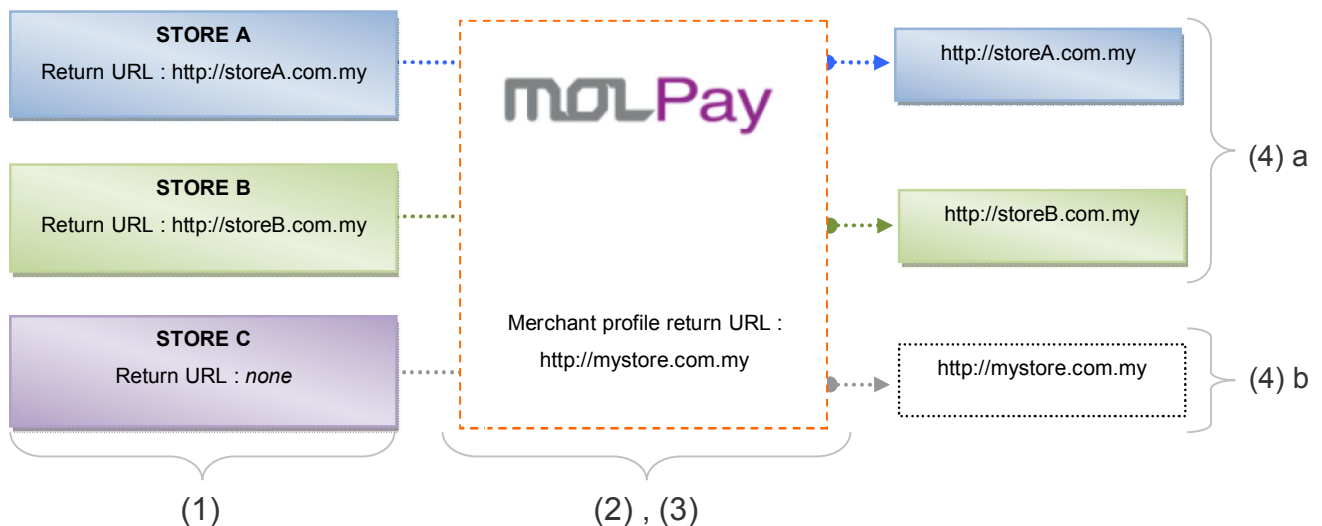 STORE A
Return URL : http://storeA.com.my
STORE B
Return URL : http://storeB.com.my
STORE C
Return URL : none
(1)
MOLPay
Merchant profile return URL :
http://mystore.com.my
(2) , (3)
http://storeA.com.my
http://storeB.com.my
(4) a
http://mystore.com.my
(4) b